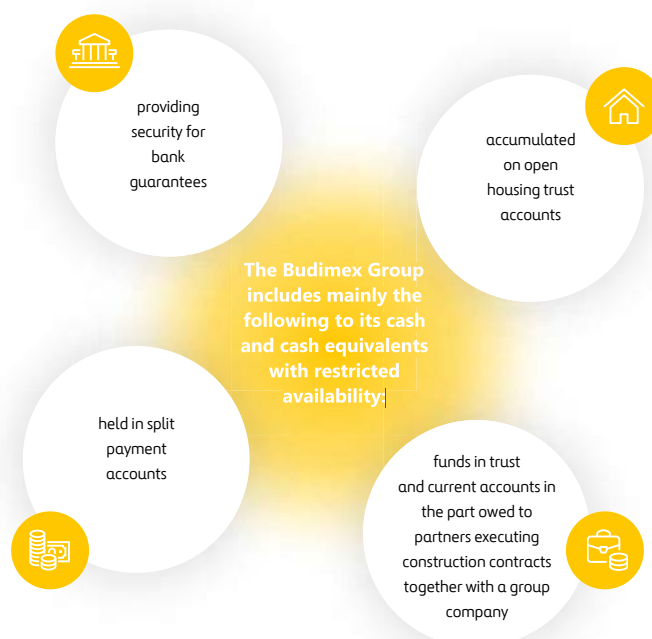 providing
security for
bank
guarantees
accumulated
on open
housing trust
accounts
The Budimex Group
includes mainly the
following to its cash
and cash equivalents
with restricted
availability:
held in split
payment
accounts
funds in trust
and current accounts in
the part owed to
partners executing
construction contracts
together with a group
company